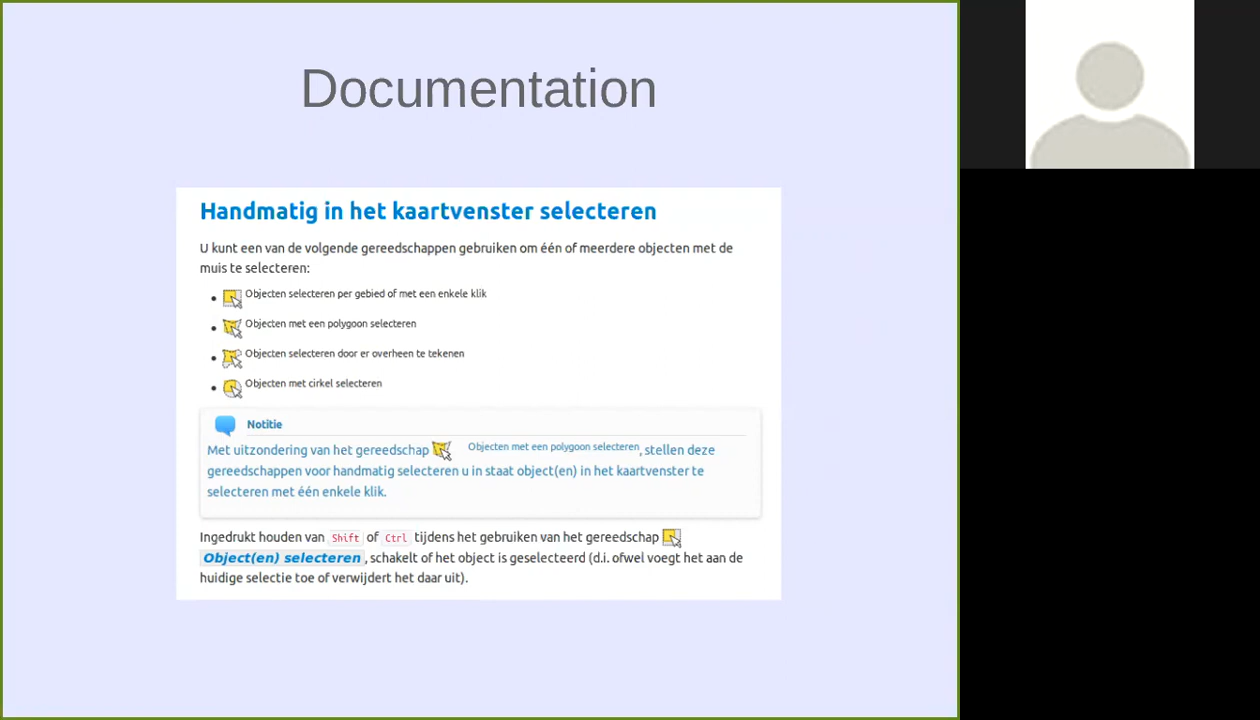 Documentation
Handmatig in het kaartvenster selecteren
U kunt een van de volgende gereedschappen gebruiken om één of meerdere objecten met de
muis te selecteren:
Objecten selecteren per gebied of met een enkele klik
Objecten met een polygoon selecteren
Objecten selecteren door er overheen te tekenen
Objecten met cirkel selecteren
Notitie
Met uitzondering van het gereedschap Objecten met een polygoon selecteren, stellen deze
gereedschappen voor handmatig selecteren u in staat object(en) in het kaartvenster te
selecteren met één enkele klik.
Ingedrukt houden van Shift of Ctrl tijdens het gebruiken van het gereedschap
Object(en) selecteren, schakelt of het object is geselecteerd (d.i. ofwel voegt het aan de
huidige selectie toe of verwijdert het daar uit).